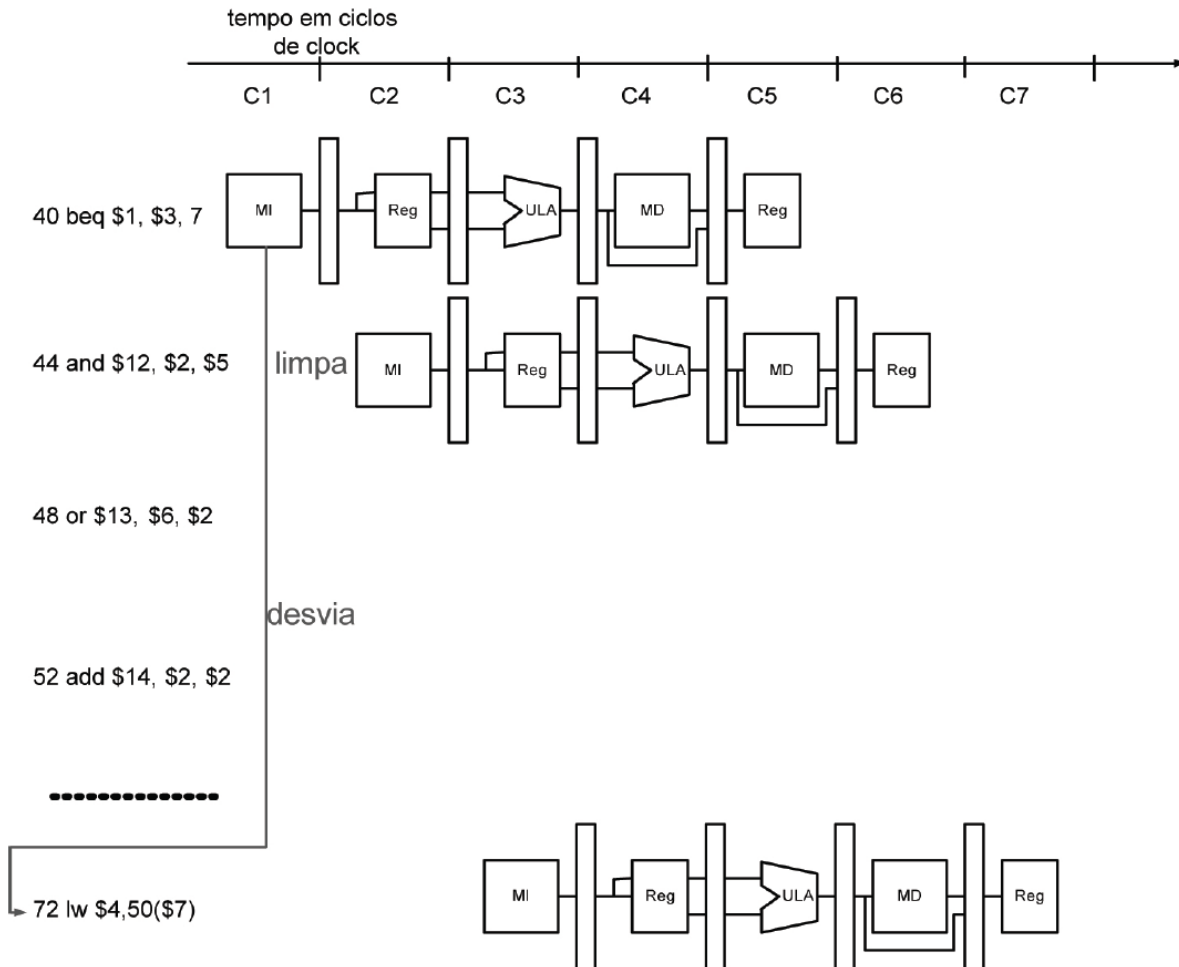 tempo em ciclos
de clock
C1 C2 C3 C4 C5 C6 C7
40 beq $1, $3, 7
MI Reg ULA MD Reg
44 and $12, $2, $5
limpa
MI Reg ULA MD Reg
48 or $13, $6, $2
desvia
52 add $14, $2, $2
72 lw $4,50($7)
MI Reg ULA MD Reg